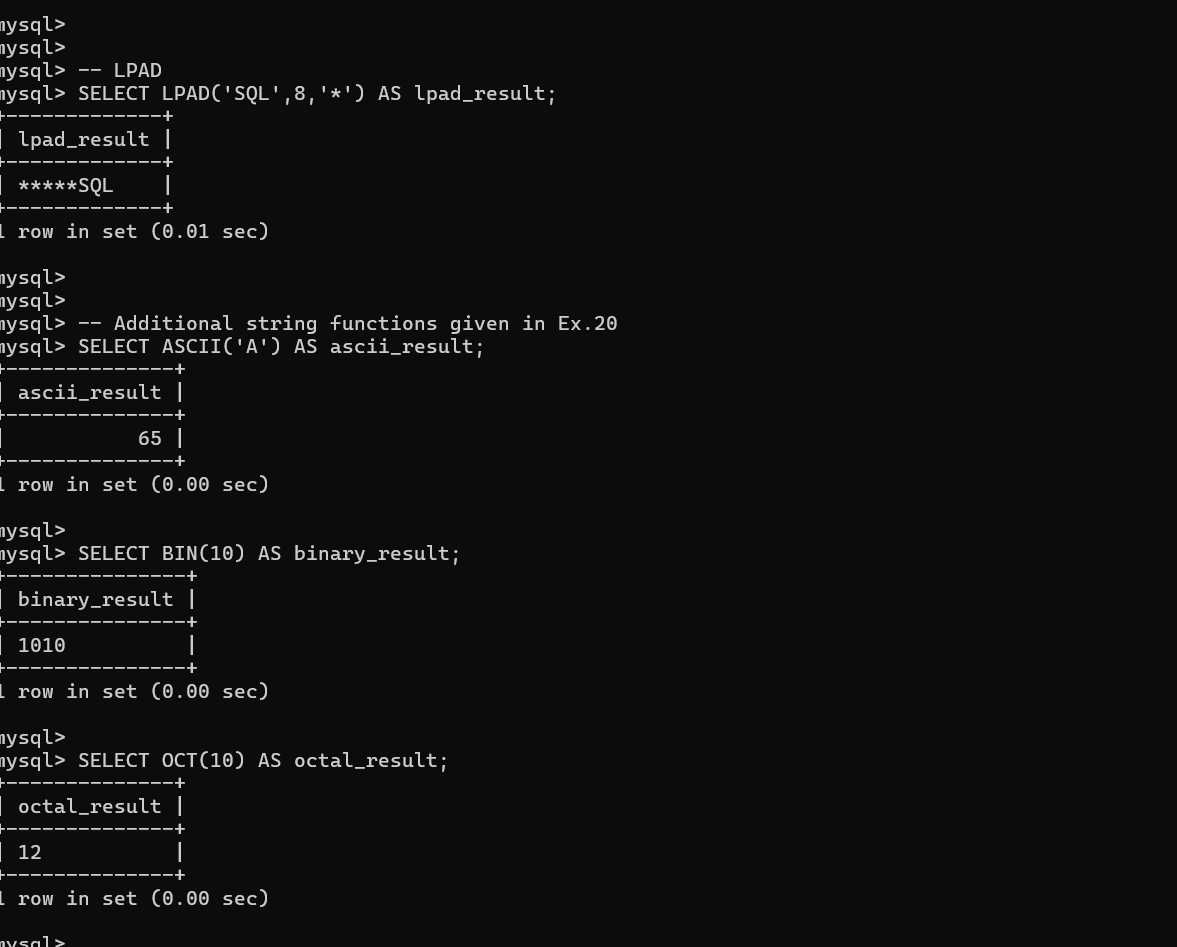 mysql>
mysql>
mysql> -- LPAD
mysql> SELECT LPAD('SQL',8,'*') AS lpad_result;
+-------------+
| lpad_result |
+-------------+
| *****SQL    |
+-------------+
1 row in set (0.01 sec)

mysql>
mysql>
mysql> -- Additional string functions given in Ex.20
mysql> SELECT ASCII('A') AS ascii_result;
+--------------+
| ascii_result |
+--------------+
|           65 |
+--------------+
1 row in set (0.00 sec)

mysql>
mysql> SELECT BIN(10) AS binary_result;
+---------------+
| binary_result |
+---------------+
| 1010          |
+---------------+
1 row in set (0.00 sec)

mysql>
mysql> SELECT OCT(10) AS octal_result;
+--------------+
| octal_result |
+--------------+
| 12           |
+--------------+
1 row in set (0.00 sec)

mysql>